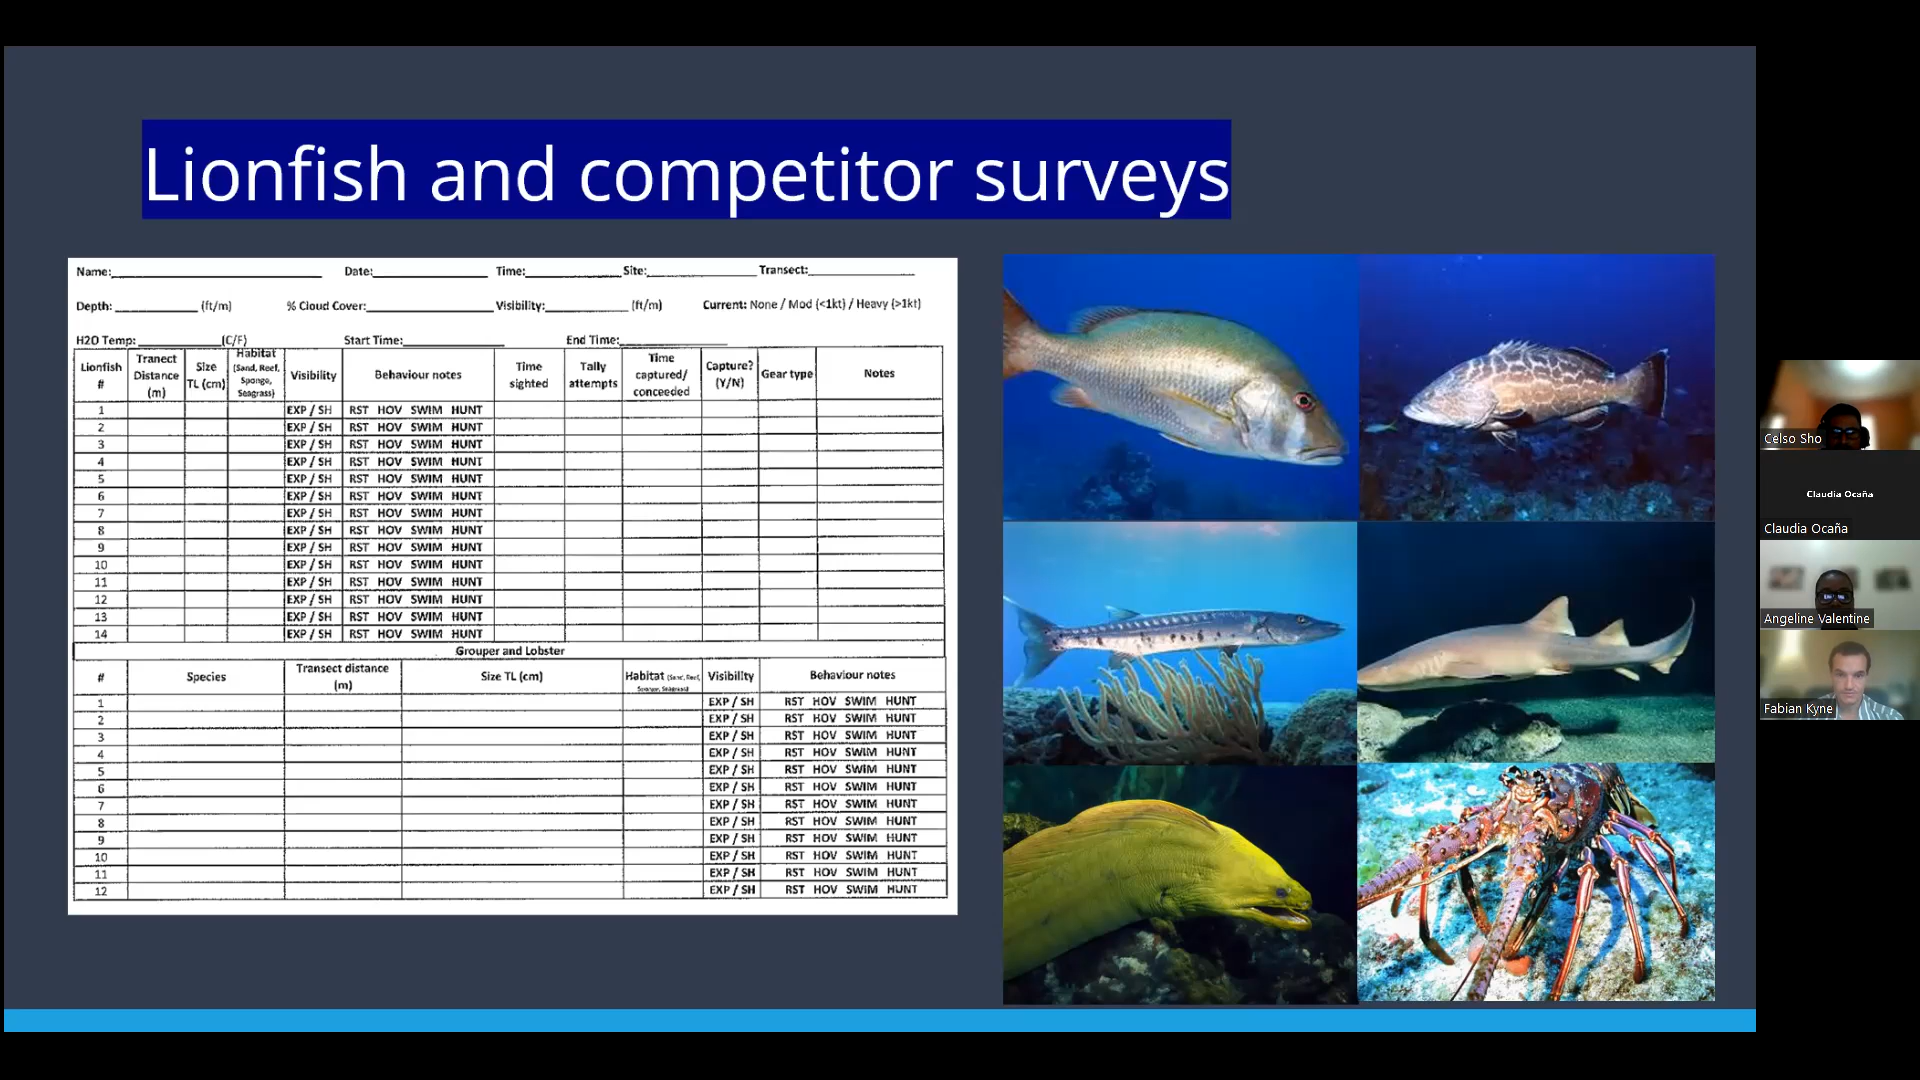 Lionfish and competitor surveys
Name: Date: Time: Site: Transect:
Depth: (ft/m) % Cloud Cover: Visibility: (ft/m) Current: None / Mod (<1kt) / Heavy (>1kt)
H2O Temp: (C/F) Start Time: End Time:
Lionfish # Tranect Distance (m) Size TL (cm) Habitat (Sand, Reef, Sponge, Seagrass) Visibility Behaviour notes Time sighted Tally attempts Time captured/ conceeded Capture? (Y/N) Gear type Notes
1 EXP / SH RST HOV SWIM HUNT
2 EXP / SH RST HOV SWIM HUNT
3 EXP / SH RST HOV SWIM HUNT
4 EXP / SH RST HOV SWIM HUNT
5 EXP / SH RST HOV SWIM HUNT
6 EXP / SH RST HOV SWIM HUNT
7 EXP / SH RST HOV SWIM HUNT
8 EXP / SH RST HOV SWIM HUNT
9 EXP / SH RST HOV SWIM HUNT
10 EXP / SH RST HOV SWIM HUNT
11 EXP / SH RST HOV SWIM HUNT
12 EXP / SH RST HOV SWIM HUNT
13 EXP / SH RST HOV SWIM HUNT
14 EXP / SH RST HOV SWIM HUNT
Grouper and Lobster
# Species Transect distance (m) Size TL (cm) Habitat (Sand, Reef, Sponge, Seagrass) Visibility Behaviour notes
1 EXP / SH RST HOV SWIM HUNT
2 EXP / SH RST HOV SWIM HUNT
3 EXP / SH RST HOV SWIM HUNT
4 EXP / SH RST HOV SWIM HUNT
5 EXP / SH RST HOV SWIM HUNT
6 EXP / SH RST HOV SWIM HUNT
7 EXP / SH RST HOV SWIM HUNT
8 EXP / SH RST HOV SWIM HUNT
9 EXP / SH RST HOV SWIM HUNT
10 EXP / SH RST HOV SWIM HUNT
11 EXP / SH RST HOV SWIM HUNT
12 EXP / SH RST HOV SWIM HUNT
Celso Sho
Claudia Ocaña
Claudia Ocaña
Angeline Valentine
Fabian Kyne